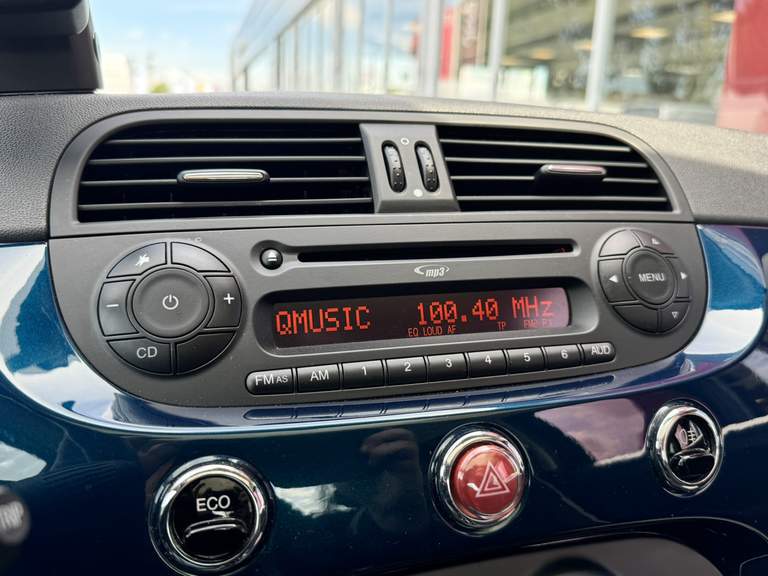 mp3
QMUSIC 100.40 MHz
EQ LOUD AF TP FM2
+
−
CD
MENU
FM AS AM 1 2 3 4 5 6 AUD
ECO